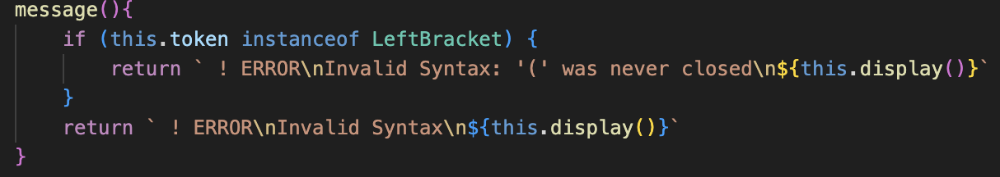 message(){
    if (this.token instanceof LeftBracket) {
        return ` ! ERROR\nInvalid Syntax: '(' was never closed\n${this.display()}`
    }
    return ` ! ERROR\nInvalid Syntax\n${this.display()}`
}